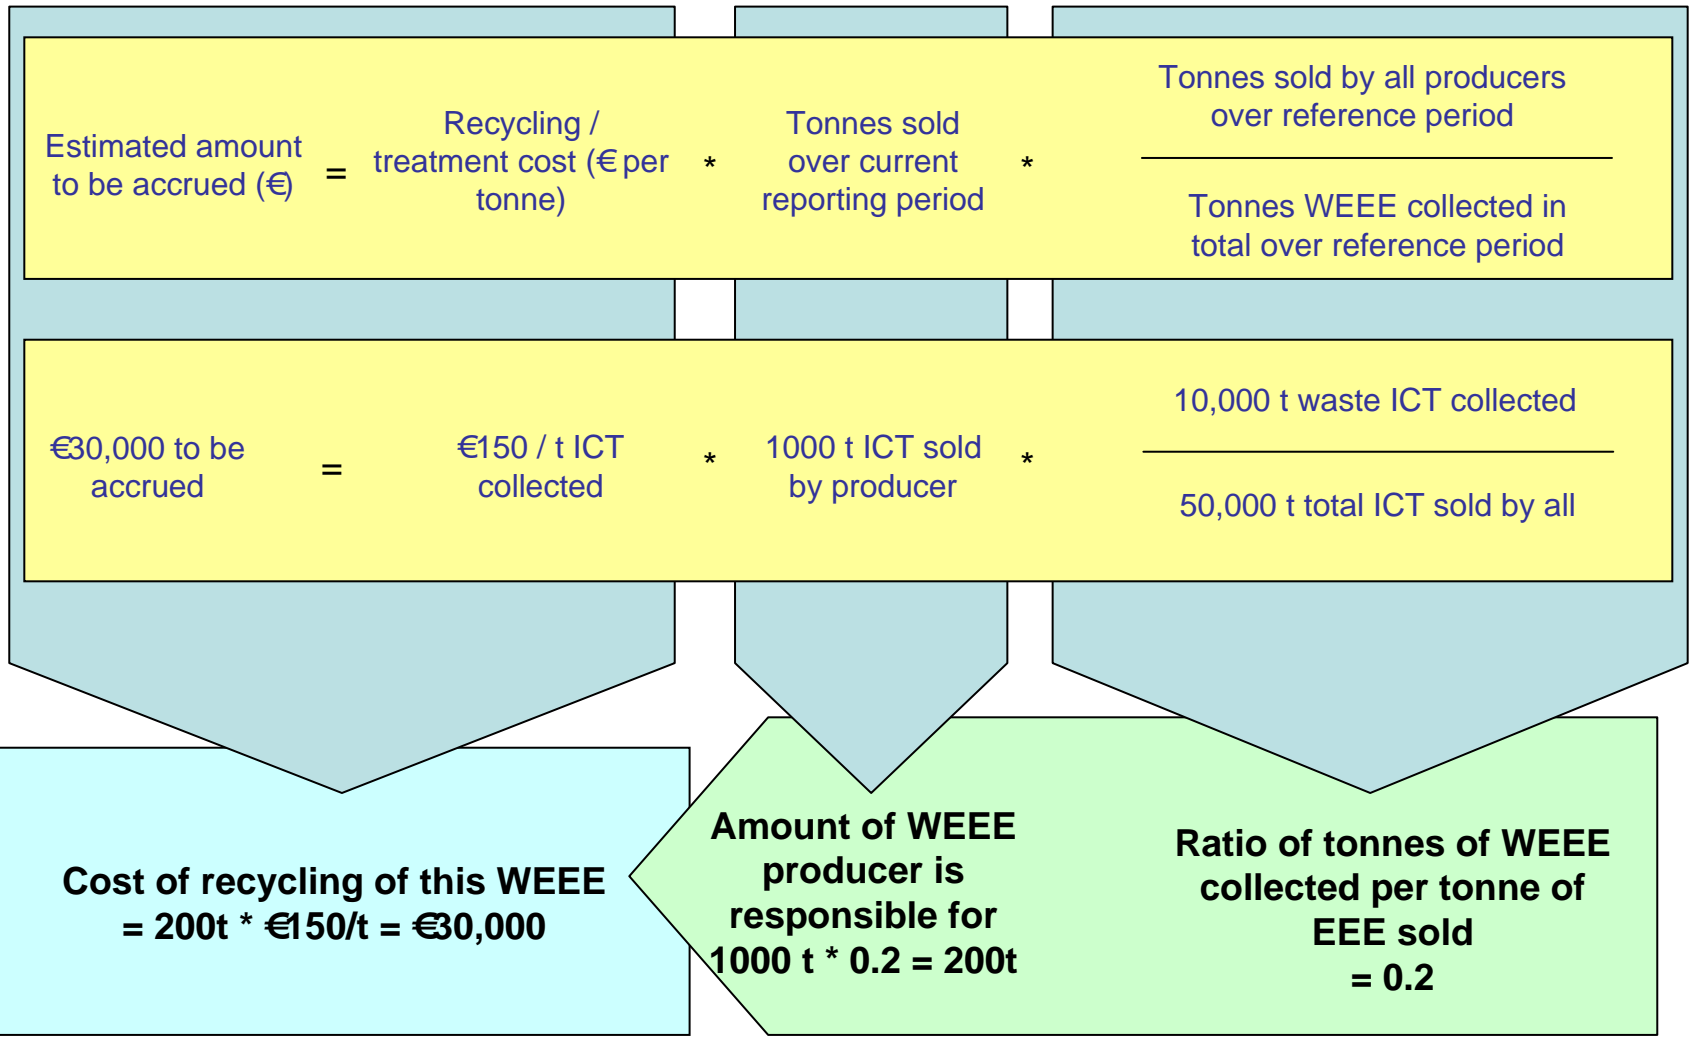 Estimated amount
to be accrued (€)
=
Recycling /
treatment cost (€ per
tonne)
*
Tonnes sold
over current
reporting period
*
Tonnes sold by all producers
over reference period
Tonnes WEEE collected in
total over reference period
€30,000 to be
accrued
=
€150 / t ICT
collected
*
1000 t ICT sold
by producer
*
10,000 t waste ICT collected
50,000 t total ICT sold by all
Cost of recycling of this WEEE
= 200t * €150/t = €30,000
Amount of WEEE
producer is
responsible for
1000 t * 0.2 = 200t
Ratio of tonnes of WEEE
collected per tonne of
EEE sold
= 0.2